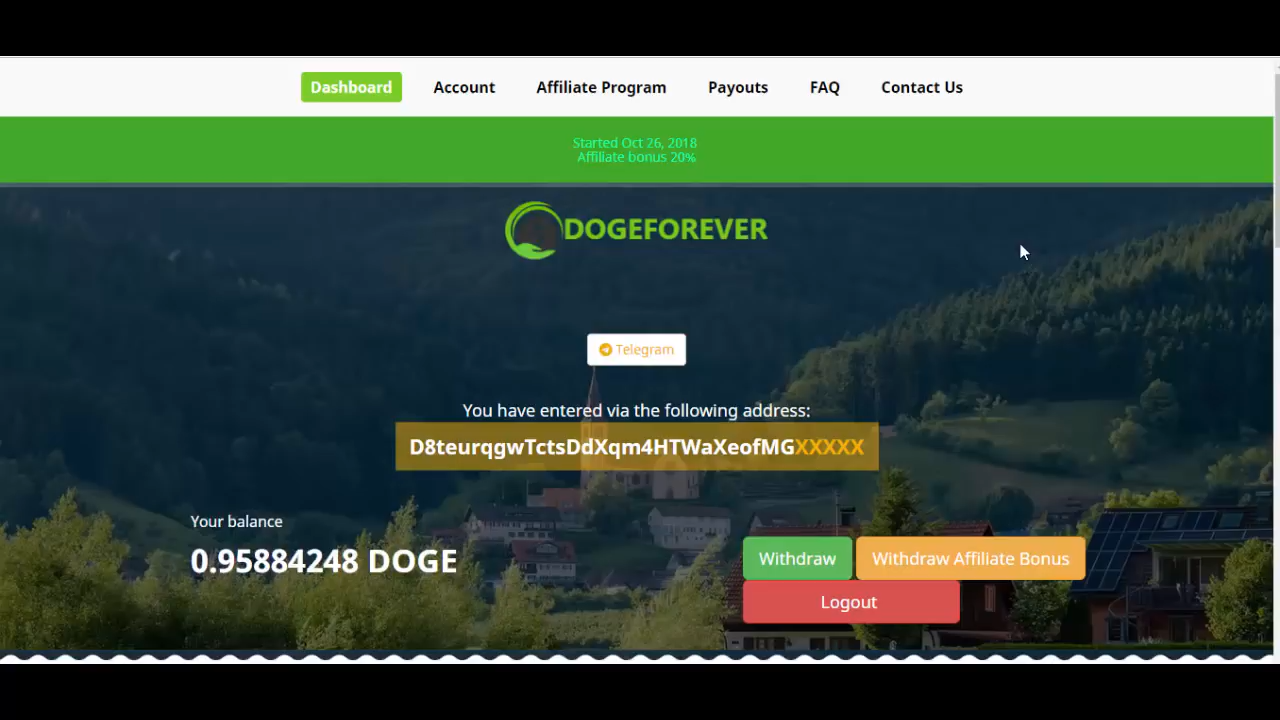 Dashboard Account Affiliate Program Payouts FAQ Contact Us
Started Oct 26, 2018
Affiliate bonus 20%
DOGEFOREVER
Telegram
You have entered via the following address:
D8teurqgwTctsDdXqm4HTWaXeofMGXXXXX
Your balance
0.95884248 DOGE
Withdraw Withdraw Affiliate Bonus
Logout